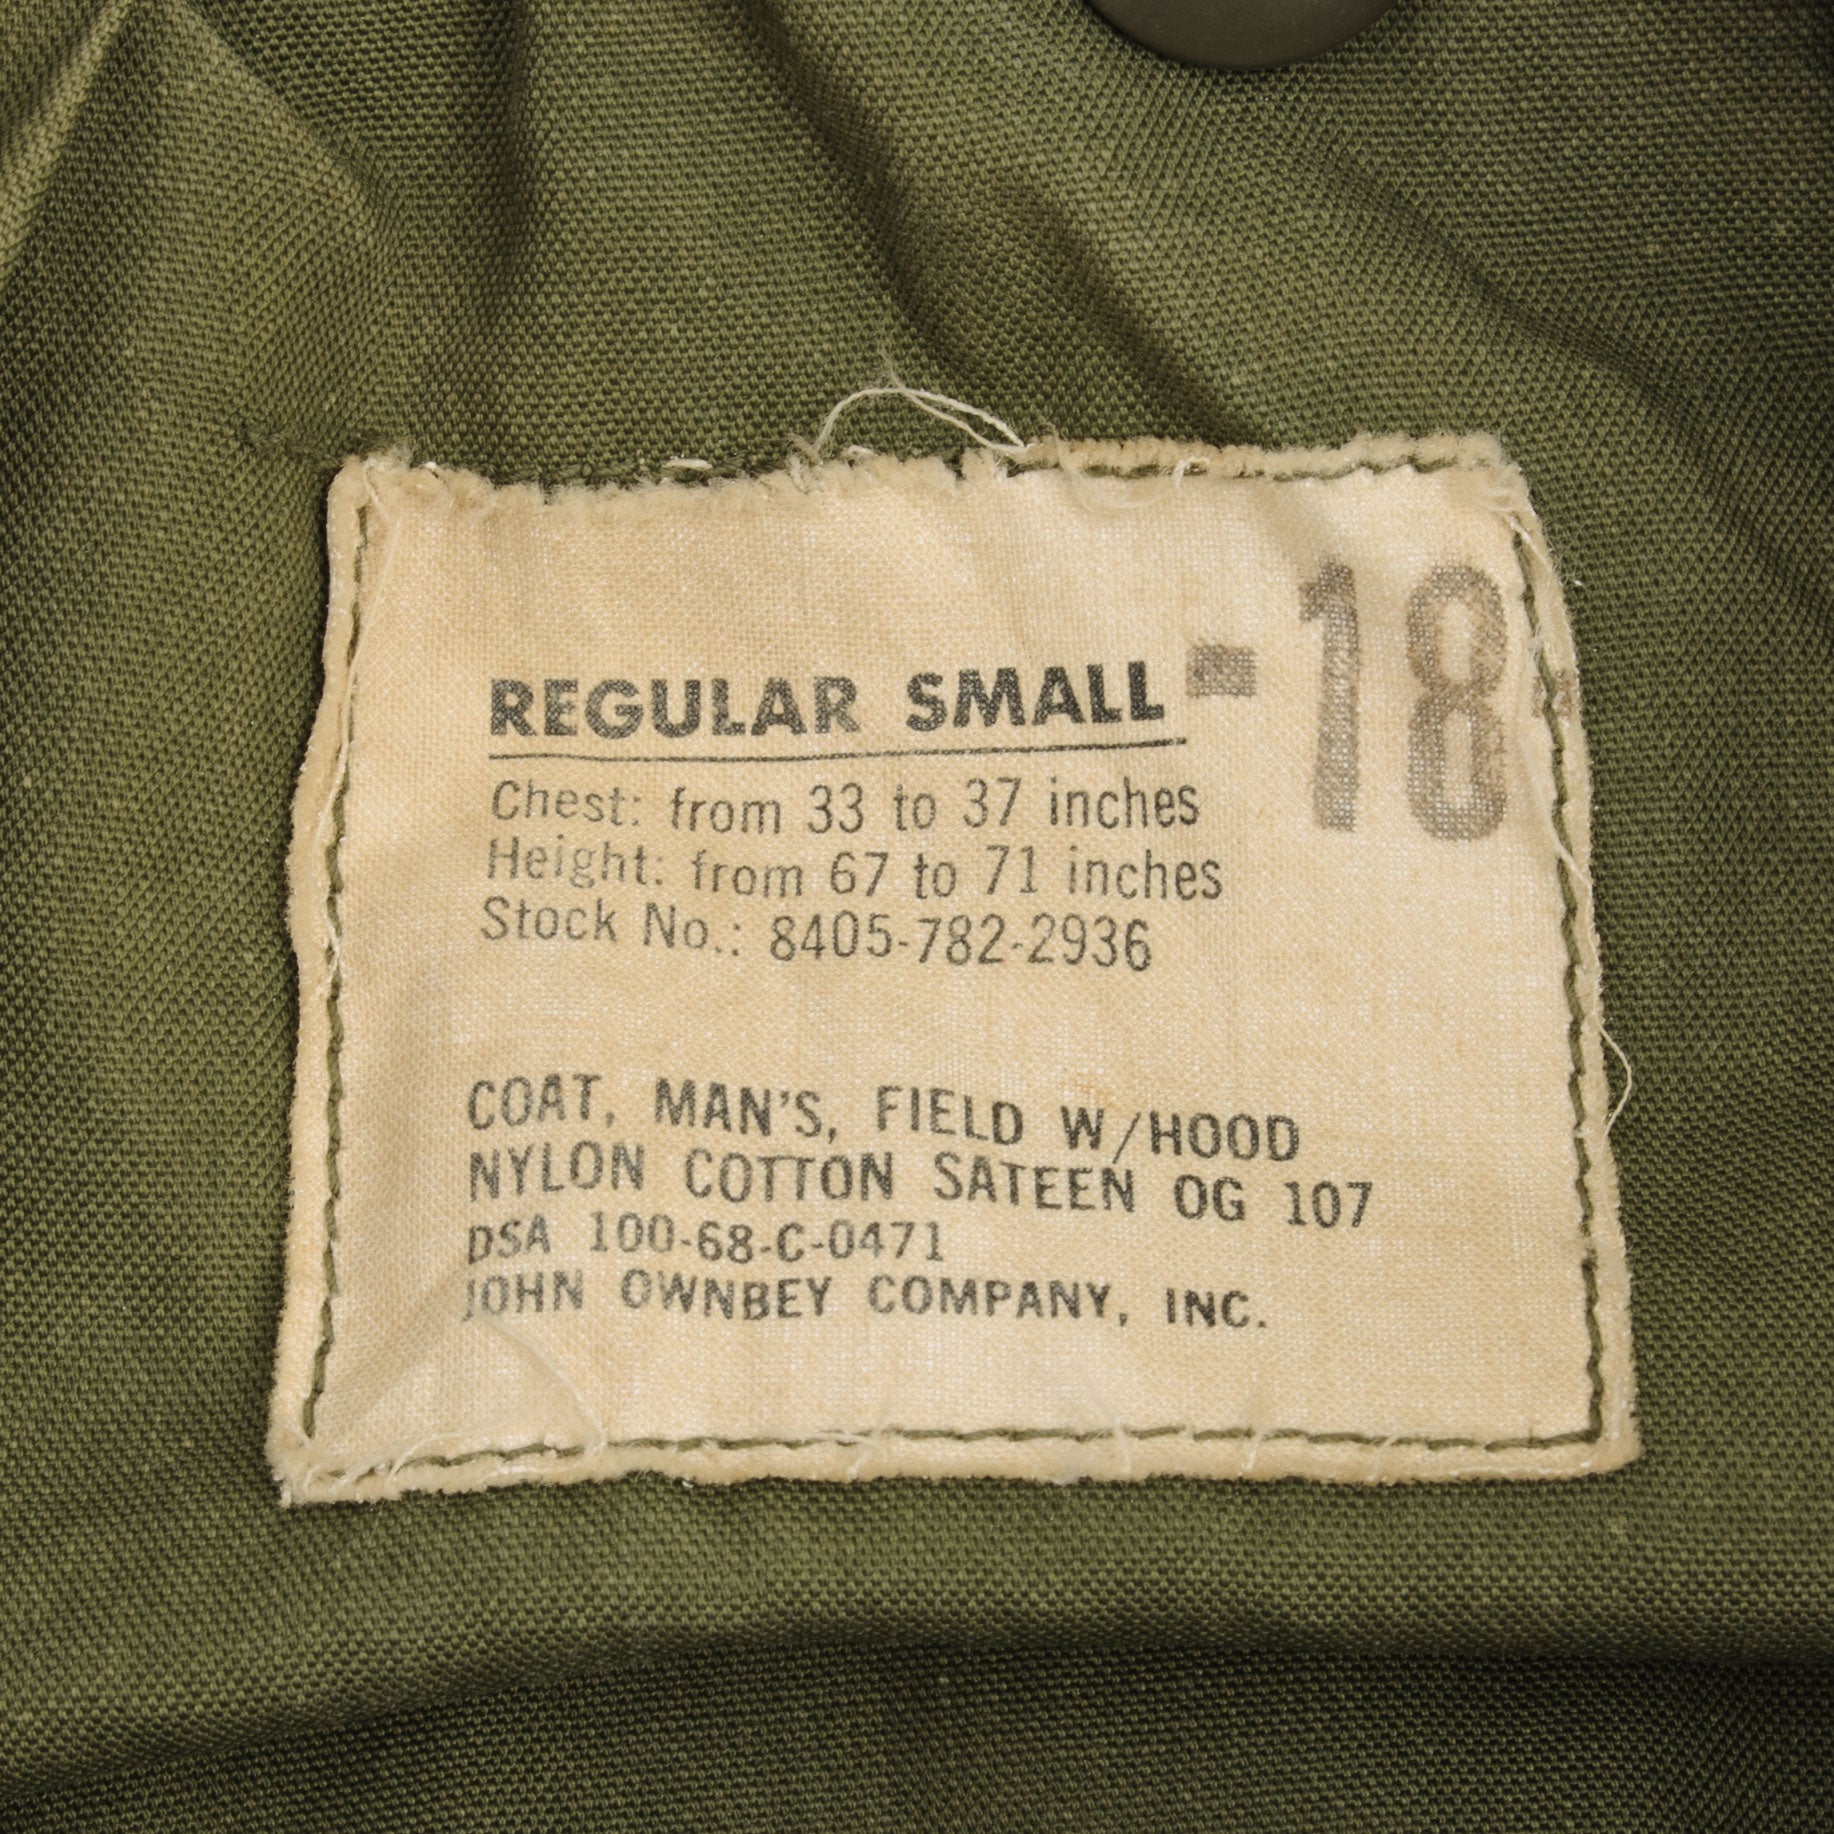 REGULAR SMALL -18-
Chest: from 33 to 37 inches
Height: from 67 to 71 inches
Stock No.: 8405-782-2936
COAT, MAN'S, FIELD W/HOOD
NYLON COTTON SATEEN OG 107
DSA 100-68-C-0471
JOHN OWNBEY COMPANY, INC.